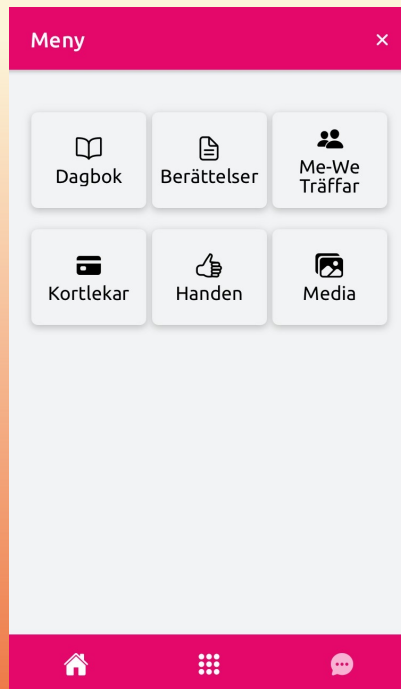 Meny
Dagbok
Berättelser
Me-We
Träffar
Kortlekar
Handen
Media